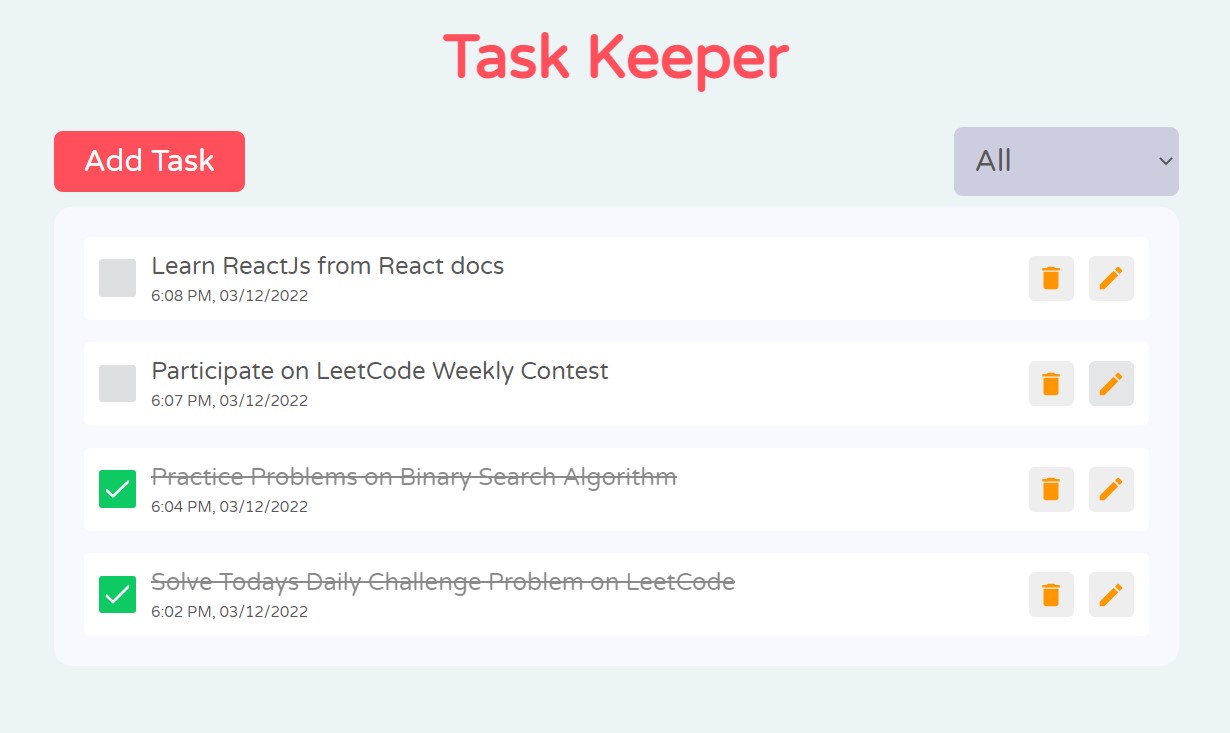 Task Keeper
Add Task
All
Learn ReactJs from React docs
6:08 PM, 03/12/2022
Participate on LeetCode Weekly Contest
6:07 PM, 03/12/2022
Practice Problems on Binary Search Algorithm
6:04 PM, 03/12/2022
Solve Todays Daily Challenge Problem on LeetCode
6:02 PM, 03/12/2022